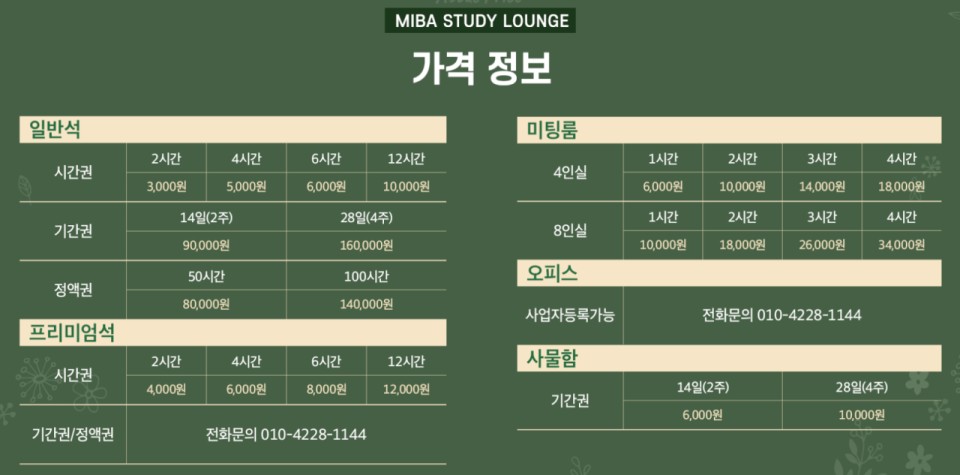 MIBA STUDY LOUNGE
가격 정보
일반석
시간권
2시간 4시간 6시간 12시간
3,000원 5,000원 6,000원 10,000원
기간권
14일(2주) 28일(4주)
90,000원 160,000원
정액권
50시간 100시간
80,000원 140,000원
프리미엄석
시간권
2시간 4시간 6시간 12시간
4,000원 6,000원 8,000원 12,000원
기간권/정액권 전화문의 010-4228-1144
미팅룸
4인실
1시간 2시간 3시간 4시간
6,000원 10,000원 14,000원 18,000원
8인실
1시간 2시간 3시간 4시간
10,000원 18,000원 26,000원 34,000원
오피스
사업자등록가능 전화문의 010-4228-1144
사물함
기간권
14일(2주) 28일(4주)
6,000원 10,000원